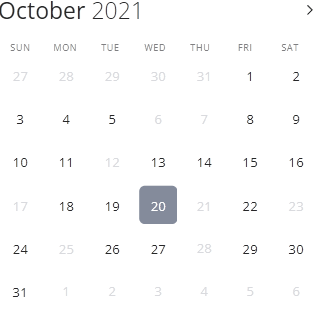 October 2021
SUN MON TUE WED THU FRI SAT
27 28 29 30 31 1 2
3 4 5 6 7 8 9
10 11 12 13 14 15 16
17 18 19 20 21 22 23
24 25 26 27 28 29 30
31 1 2 3 4 5 6